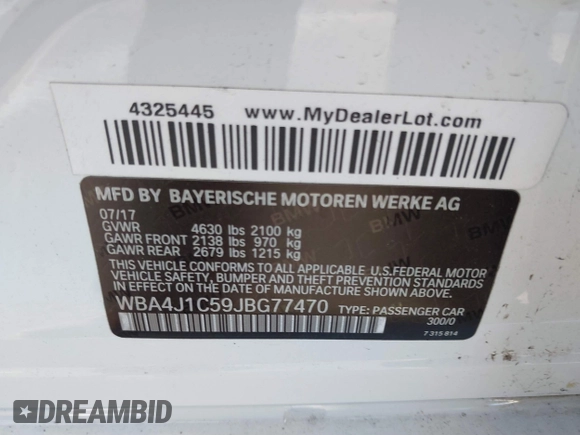 4325445 www.MyDealerLot.com
MFD BY BAYERISCHE MOTOREN WERKE AG
07/17
GVWR 4630 lbs 2100 kg
GAWR FRONT 2138 lbs 970 kg
GAWR REAR 2679 lbs 1215 kg
THIS VEHICLE CONFORMS TO ALL APPLICABLE U.S.FEDERAL MOTOR
VEHICLE SAFETY, BUMPER AND THEFT PREVENTION STANDARDS
IN EFFECT ON THE DATE OF MANUFACTURE SHOWN ABOVE.
WBA4J1C59JBG77470 TYPE: PASSENGER CAR
300/0
7 315 814
DREAMBID